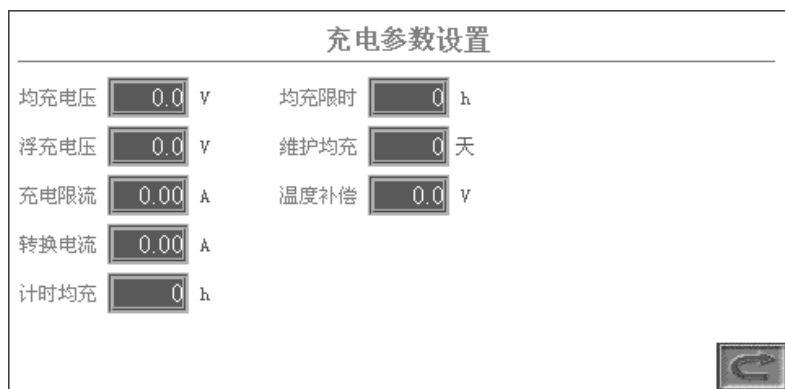 充电参数设置
均充电压 0.0 V 均充限时 0 h
浮充电压 0.0 V 维护均充 0 天
充电限流 0.00 A 温度补偿 0.0 V
转换电流 0.00 A
计时均充 0 h